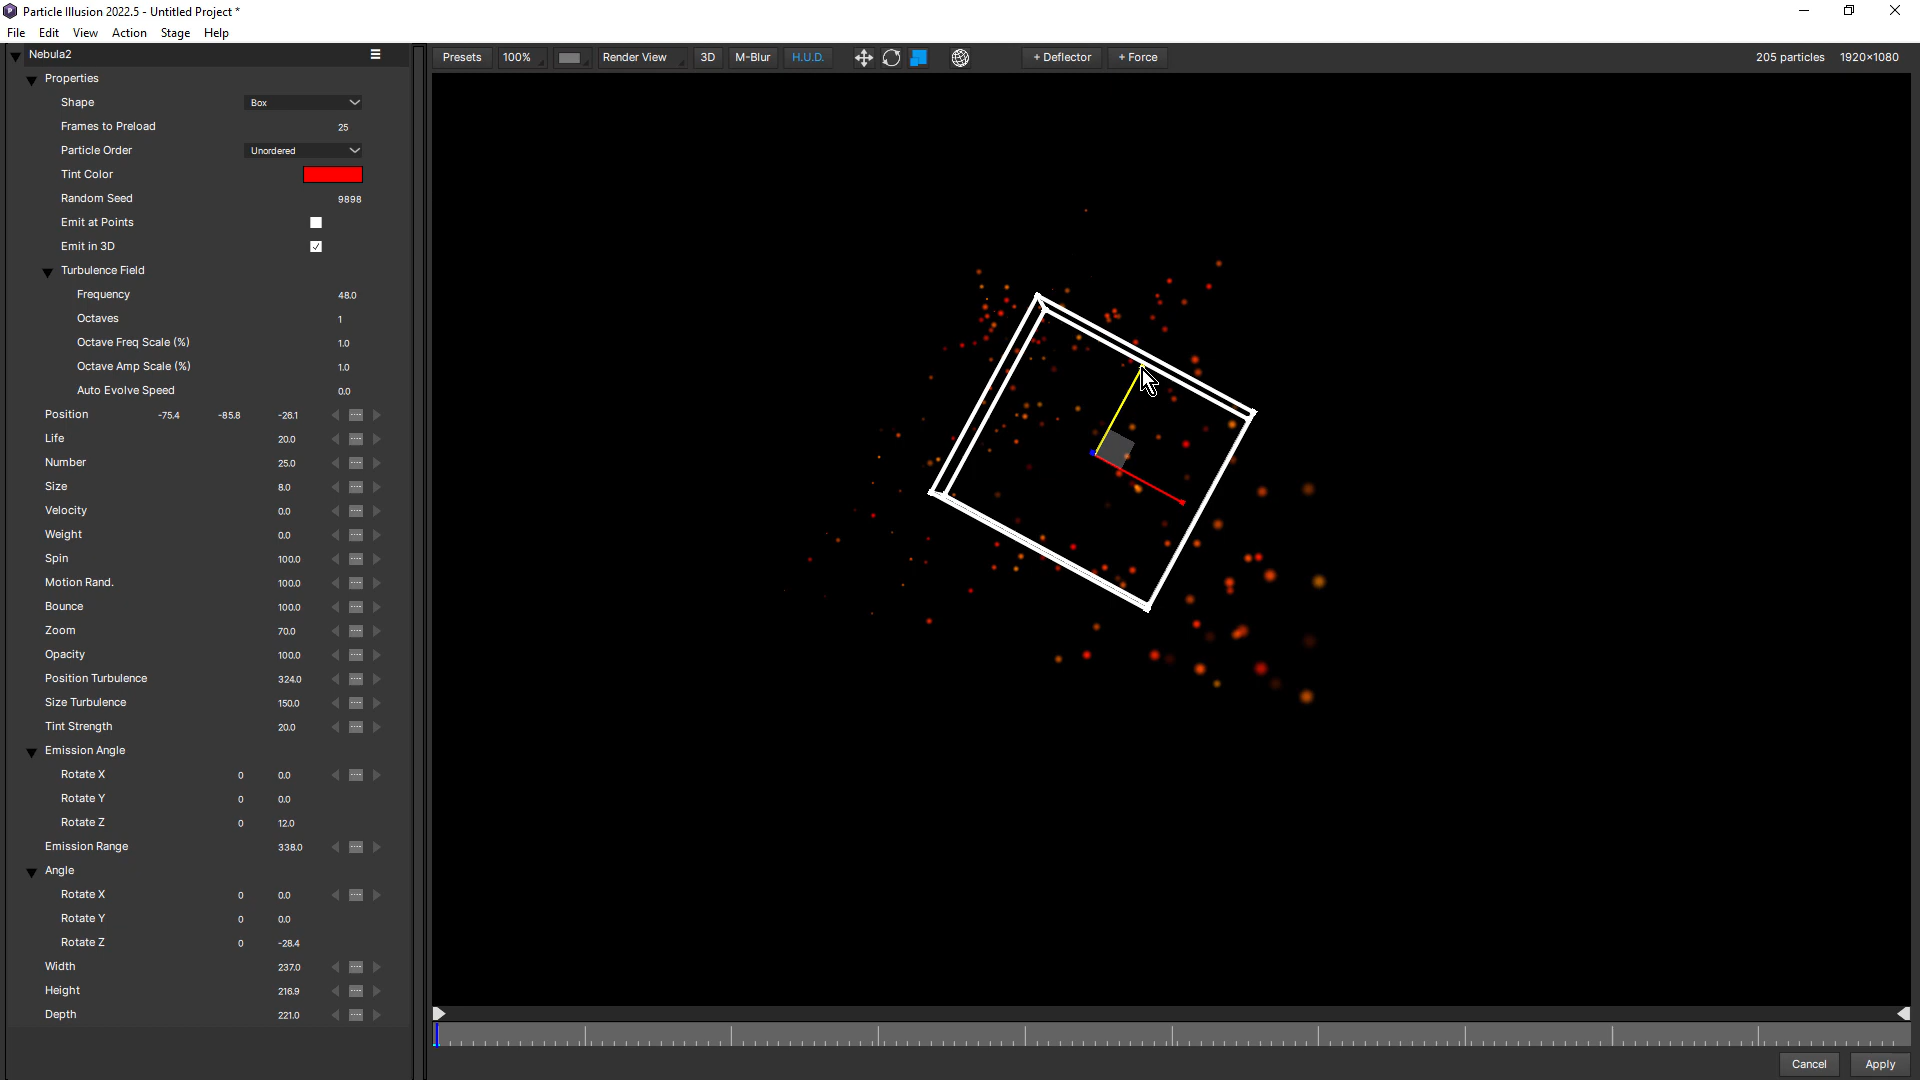 Particle Illusion 2022.5 - Untitled Project *
File Edit View Action Stage Help
Nebula2
Presets 100% Render View 3D M-Blur H.U.D. + Deflector + Force 205 particles 1920×1080
Properties
Shape Box
Frames to Preload 25
Particle Order Unordered
Tint Color
Random Seed 9898
Emit at Points
Emit in 3D
Turbulence Field
Frequency 48.0
Octaves 1
Octave Freq Scale (%) 1.0
Octave Amp Scale (%) 1.0
Auto Evolve Speed 0.0
Position -75.4 -85.8 -26.1
Life 20.0
Number 25.0
Size 8.0
Velocity 0.0
Weight 0.0
Spin 100.0
Motion Rand. 100.0
Bounce 100.0
Zoom 70.0
Opacity 100.0
Position Turbulence 324.0
Size Turbulence 150.0
Tint Strength 20.0
Emission Angle
Rotate X 0 0.0
Rotate Y 0 0.0
Rotate Z 0 12.0
Emission Range 338.0
Angle
Rotate X 0 0.0
Rotate Y 0 0.0
Rotate Z 0 -28.4
Width 237.0
Height 216.9
Depth 221.0
Cancel Apply